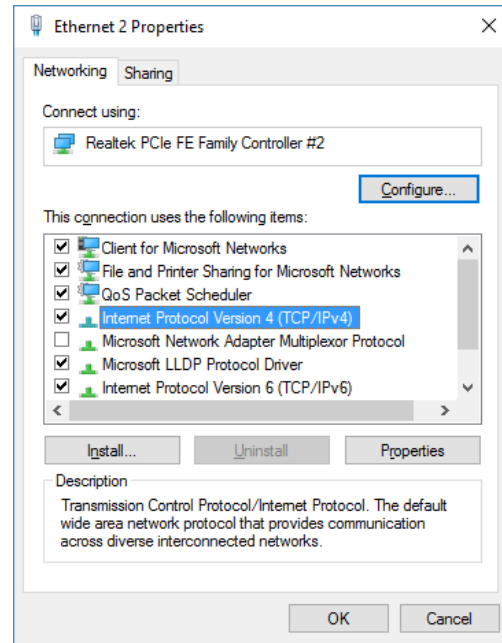 Ethernet 2 Properties
Networking
Sharing
Connect using:
Realtek PCIe FE Family Controller #2
Configure...
This connection uses the following items:
Client for Microsoft Networks
File and Printer Sharing for Microsoft Networks
QoS Packet Scheduler
Internet Protocol Version 4 (TCP/IPv4)
Microsoft Network Adapter Multiplexor Protocol
Microsoft LLDP Protocol Driver
Internet Protocol Version 6 (TCP/IPv6)
Install...
Uninstall
Properties
Description
Transmission Control Protocol/Internet Protocol. The default
wide area network protocol that provides communication
across diverse interconnected networks.
OK
Cancel